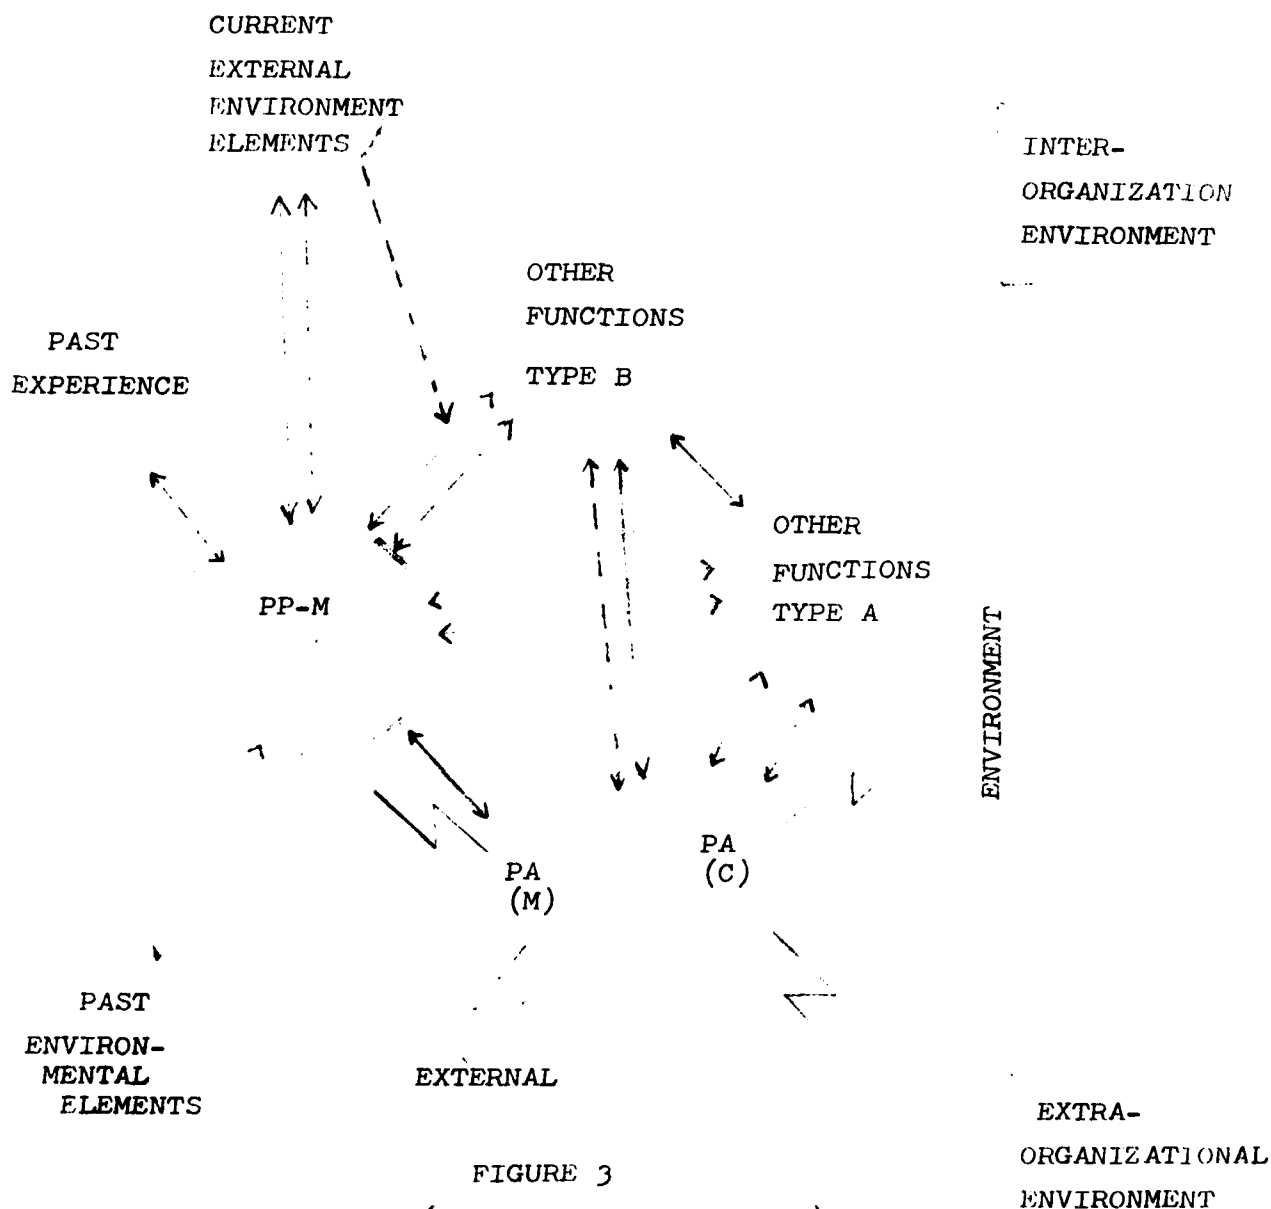 CURRENT
EXTERNAL
ENVIRONMENT
ELEMENTS
INTER-
ORGANIZATION
ENVIRONMENT
OTHER
FUNCTIONS
TYPE B
PAST
EXPERIENCE
OTHER
FUNCTIONS
TYPE A
PP-M
ENVIRONMENT
PA
(M)
PA
(C)
PAST
ENVIRON-
MENTAL
ELEMENTS
EXTERNAL
EXTRA-
ORGANIZATIONAL
ENVIRONMENT
FIGURE 3